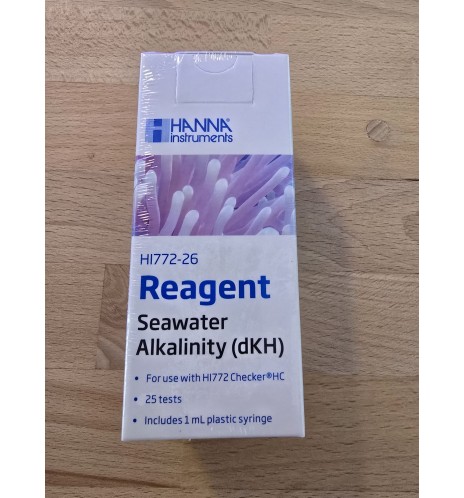 HANNA
instruments
HI772-26
Reagent
Seawater
Alkalinity (dKH)
• For use with HI772 Checker®HC
• 25 tests
• Includes 1 mL plastic syringe